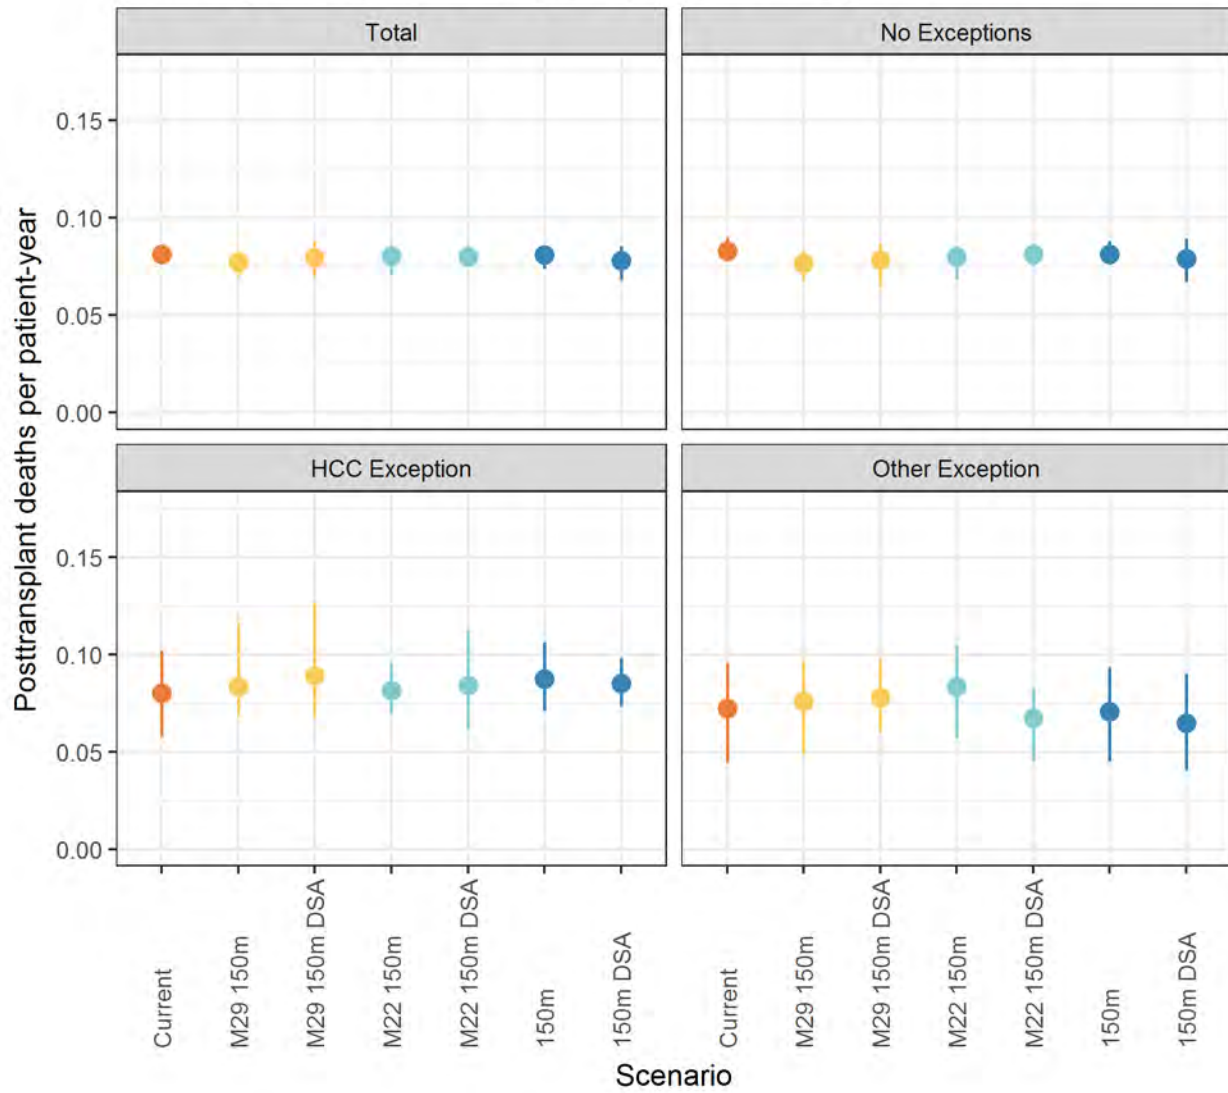 Total
No Exceptions
0.15
0.10
0.05
0.00
HCC Exception
Other Exception
0.15
0.10
0.05
0.00
Posttransplant deaths per patient-year
Current
M29 150m
M29 150m DSA
M22 150m
M22 150m DSA
150m
150m DSA
Current
M29 150m
M29 150m DSA
M22 150m
M22 150m DSA
150m
150m DSA
Scenario